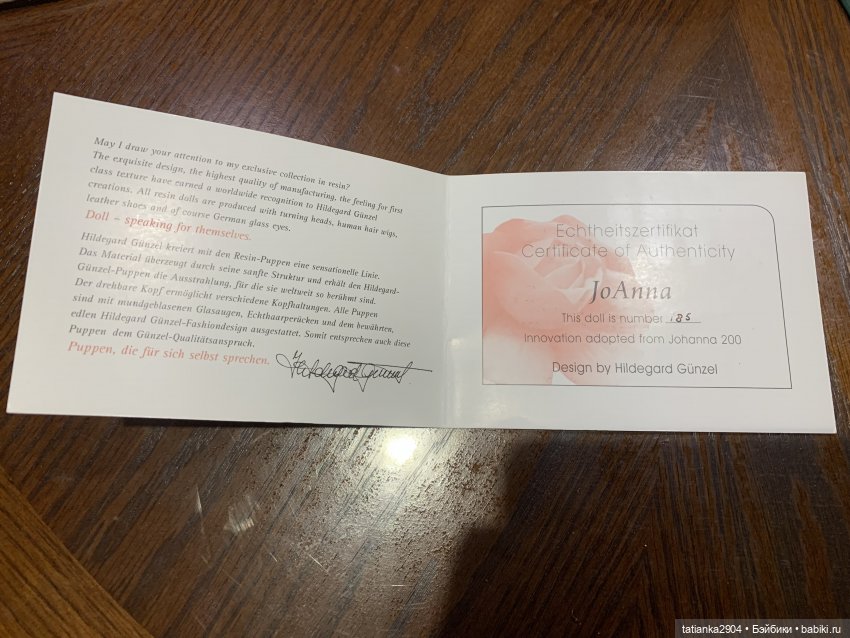 May I draw your attention to my exclusive collection in resin?
The exquisite design, the highest quality of manufacturing, the feeling for first
class texture have earned a worldwide recognition to Hildegard Günzel
creations. All resin dolls are produced with turning heads, human hair wigs,
leather shoes and of course German glass eyes.
Doll – speaking for themselves.
Hildegard Günzel kreiert mit den Resin-Puppen eine sensationelle Linie.
Das Material überzeugt durch seine sanfte Struktur und erhält den Hildegard-
Günzel-Puppen die Ausstrahlung, für die sie weltweit so berühmt sind.
Der drehbare Kopf ermöglicht verschiedene Kopfhaltungen. Alle Puppen
sind mit mundgeblasenen Glasaugen, Echthaarperücken und dem bewährten,
edlen Hildegard Günzel-Fashiondesign ausgestattet. Somit entsprechen auch diese
Puppen dem Günzel-Qualitätsanspruch.
Puppen, die für sich selbst sprechen.
Hildegard Günzel
Echtheitszertifikat
Certificate of Authenticity
JoAnna
This doll is number 185
Innovation adopted from Johanna 200
Design by Hildegard Günzel
tatianka2904 • Бэйбики • babiki.ru